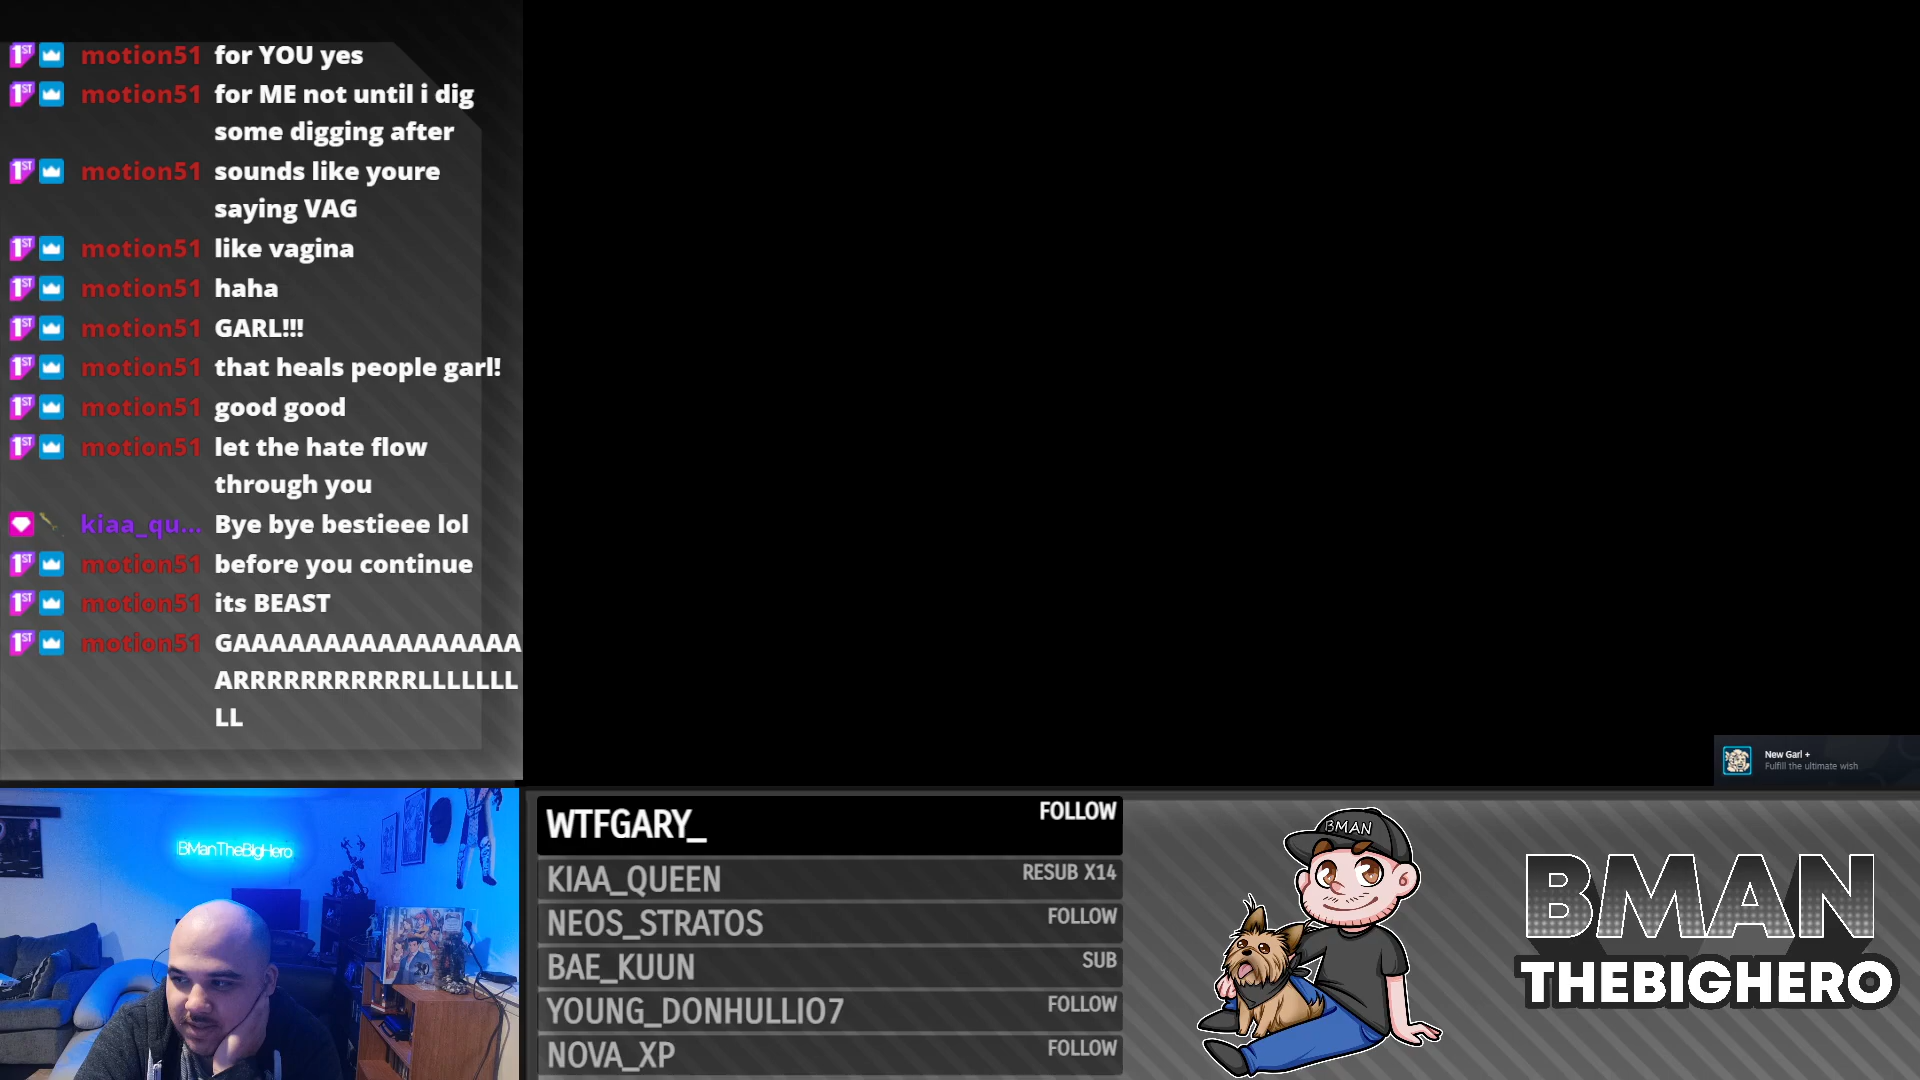 motion51 for YOU yes
motion51 for ME not until i dig
some digging after
motion51 sounds like youre
saying VAG
motion51 like vagina
motion51 haha
motion51 GARL!!!
motion51 that heals people garl!
motion51 good good
motion51 let the hate flow
through you
kiaa_qu... Bye bye bestieee lol
motion51 before you continue
motion51 its BEAST
motion51 GAAAAAAAAAAAAAAAA
ARRRRRRRRRRRLLLLLLL
LL
New Garl +
Fulfill the ultimate wish
BManTheBigHero
WTFGARY_ FOLLOW
KIAA_QUEEN RESUB X14
NEOS_STRATOS FOLLOW
BAE_KUUN SUB
YOUNG_DONHULLIO7 FOLLOW
NOVA_XP FOLLOW
BMAN
BMAN
THEBIGHERO